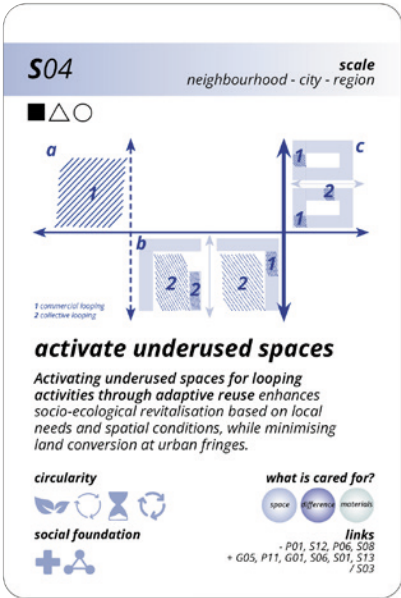 S04
scale
neighbourhood - city - region
a
1
c
1
2
1
b
2
2
2
1
1 commercial looping
2 collective looping
activate underused spaces
Activating underused spaces for looping
activities through adaptive reuse enhances
socio-ecological revitalisation based on local
needs and spatial conditions, while minimising
land conversion at urban fringes.
circularity
what is cared for?
space difference materials
social foundation
links
- P01, S12, P06, S08
+ G05, P11, G01, S06, S01, S13
/ S03